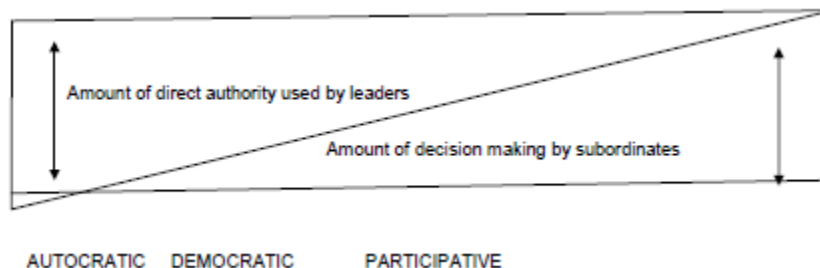 Amount of direct authority used by leaders
Amount of decision making by subordinates
AUTOCRATIC DEMOCRATIC PARTICIPATIVE